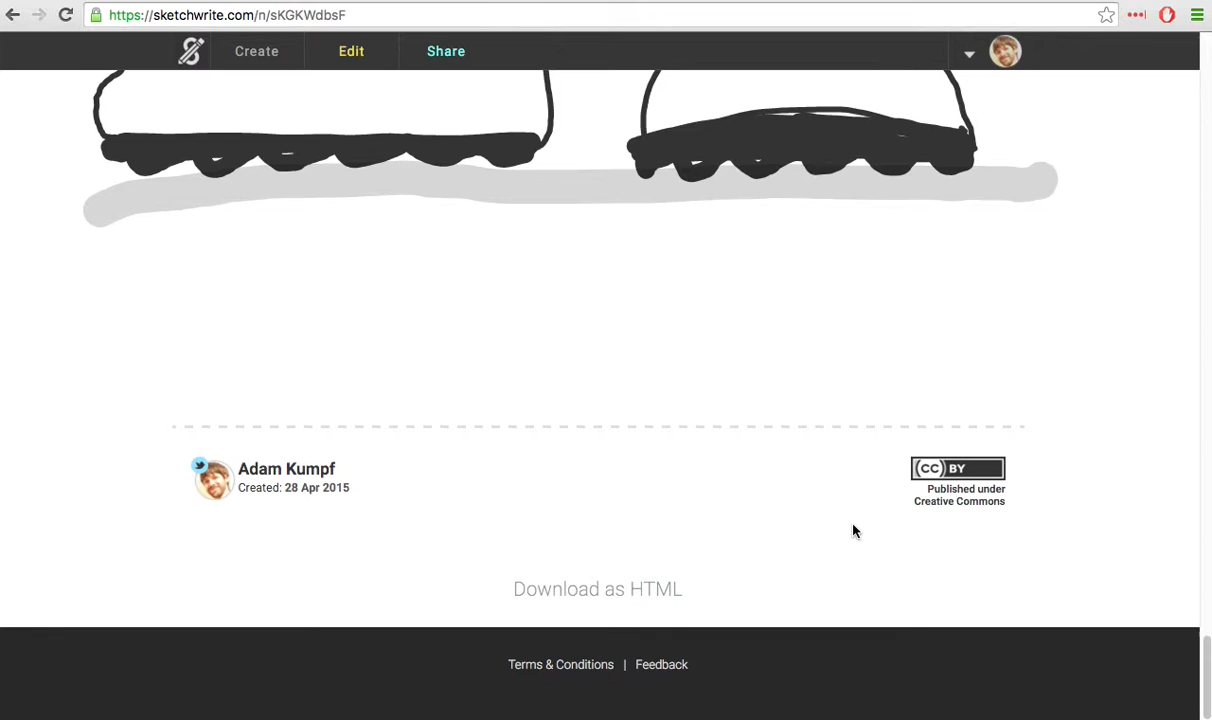 https://sketchwrite.com/n/sKGKWdbsF
Create Edit Share
Adam Kumpf
Created: 28 Apr 2015
CC BY
Published under
Creative Commons
Download as HTML
Terms & Conditions | Feedback